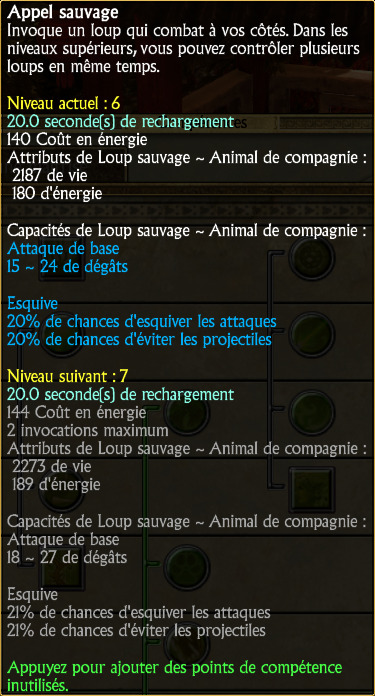 Appel sauvage
Invoque un loup qui combat à vos côtés. Dans les
niveaux supérieurs, vous pouvez contrôler plusieurs
loups en même temps.
Niveau actuel : 6
20.0 seconde(s) de rechargement
140 Coût en énergie
Attributs de Loup sauvage ~ Animal de compagnie :
2187 de vie
180 d'énergie
Capacités de Loup sauvage ~ Animal de compagnie :
Attaque de base
15 ~ 24 de dégâts
Esquive
20% de chances d'esquiver les attaques
20% de chances d'éviter les projectiles
Niveau suivant : 7
20.0 seconde(s) de rechargement
144 Coût en énergie
2 invocations maximum
Attributs de Loup sauvage ~ Animal de compagnie :
2273 de vie
189 d'énergie
Capacités de Loup sauvage ~ Animal de compagnie :
Attaque de base
18 ~ 27 de dégâts
Esquive
21% de chances d'esquiver les attaques
21% de chances d'éviter les projectiles
Appuyez pour ajouter des points de compétence
inutilisés.